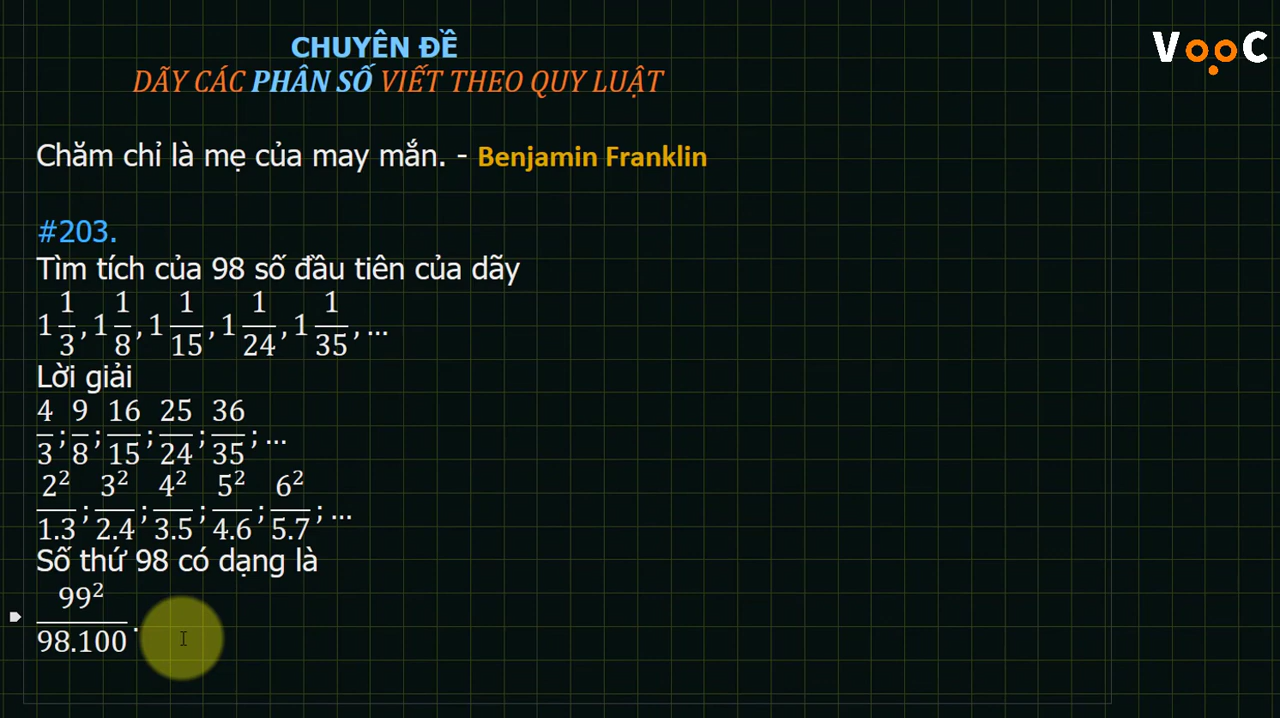 CHUYÊN ĐỀ
VooC
DÃY CÁC PHÂN SỐ VIẾT THEO QUY LUẬT
Chăm chỉ là mẹ của may mắn. - Benjamin Franklin
#203.
Tìm tích của 98 số đầu tiên của dãy
1 1/3, 1 1/8, 1 1/15, 1 1/24, 1 1/35, ...
Lời giải
4/3; 9/8; 16/15; 25/24; 36/35; ...
2²/1.3; 3²/2.4; 4²/3.5; 5²/4.6; 6²/5.7; ...
Số thứ 98 có dạng là
99²/98.100.